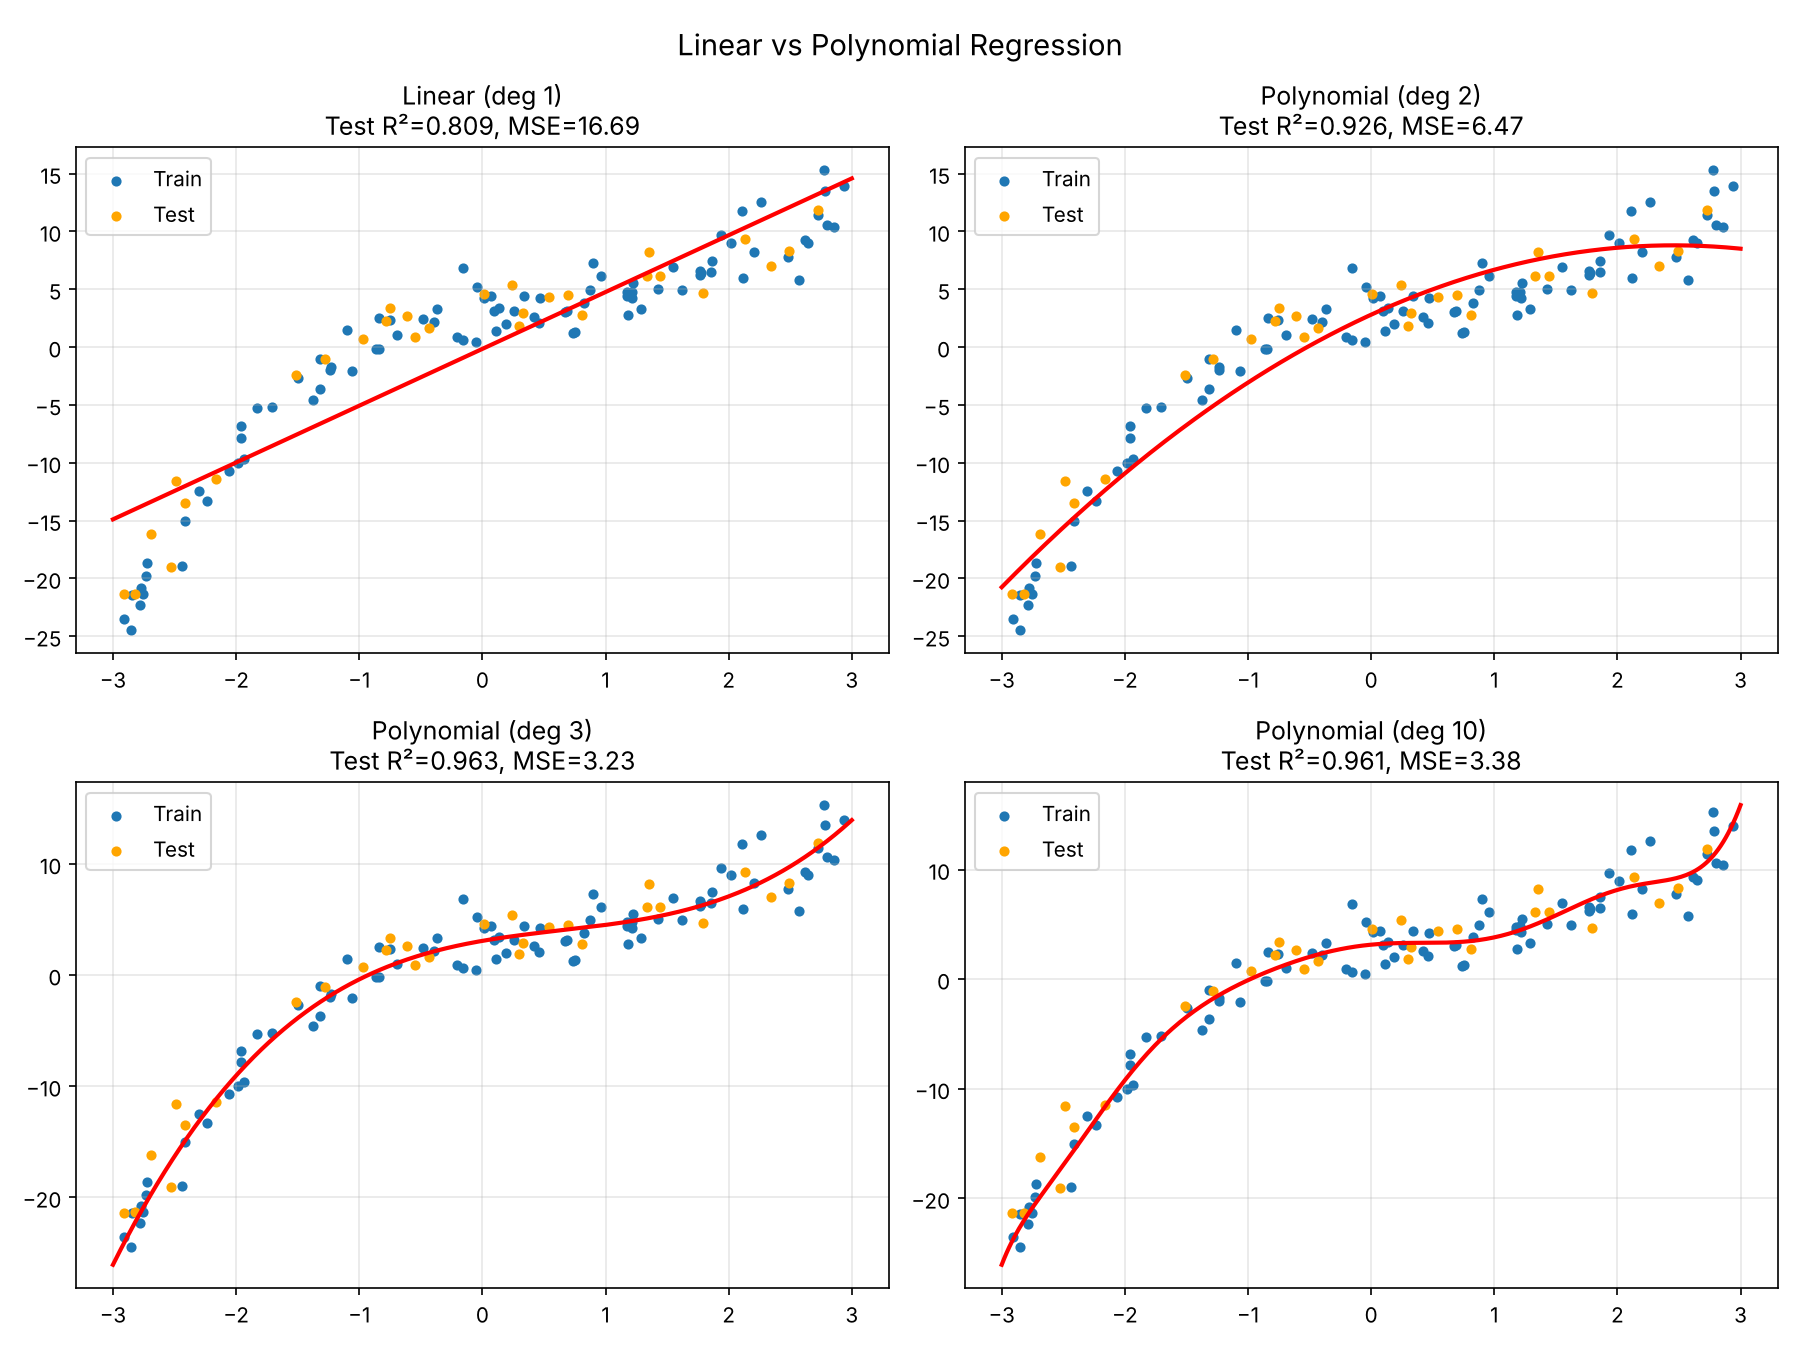 Linear vs Polynomial Regression
Linear (deg 1)
Test R²=0.809, MSE=16.69
Train
Test
15
10
5
0
−5
−10
−15
−20
−25
−3 −2 −1 0 1 2 3
Polynomial (deg 2)
Test R²=0.926, MSE=6.47
Train
Test
15
10
5
0
−5
−10
−15
−20
−25
−3 −2 −1 0 1 2 3
Polynomial (deg 3)
Test R²=0.963, MSE=3.23
Train
Test
10
0
−10
−20
−3 −2 −1 0 1 2 3
Polynomial (deg 10)
Test R²=0.961, MSE=3.38
Train
Test
10
0
−10
−20
−3 −2 −1 0 1 2 3